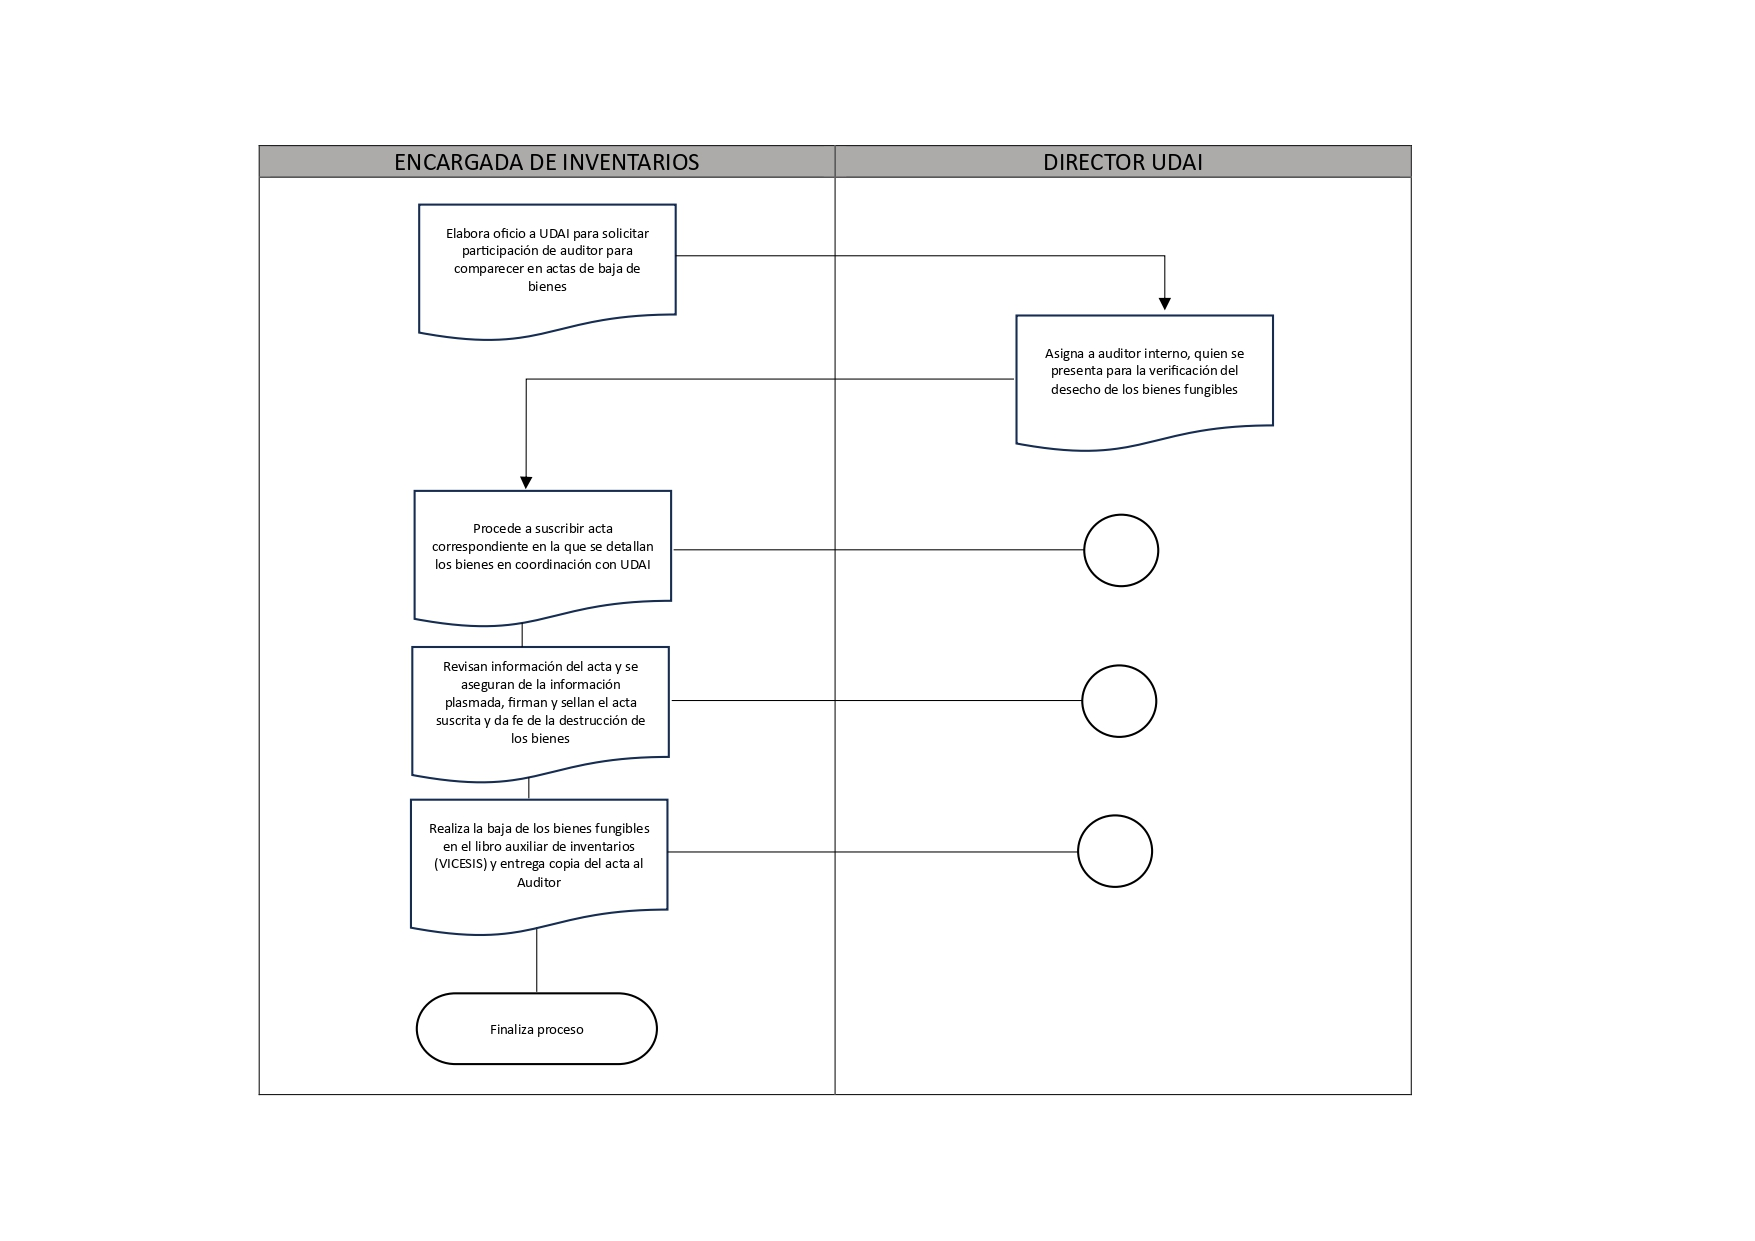 ENCARGADA DE INVENTARIOS
DIRECTOR UDAI
Elabora oficio a UDAI para solicitar
participación de auditor para
comparecer en actas de baja de
bienes
Asigna a auditor interno, quien se
presenta para la verificación del
desecho de los bienes fungibles
Procede a suscribir acta
correspondiente en la que se detallan
los bienes en coordinación con UDAI
Revisan información del acta y se
aseguran de la información
plasmada, firman y sellan el acta
suscrita y da fe de la destrucción de
los bienes
Realiza la baja de los bienes fungibles
en el libro auxiliar de inventarios
(VICESIS) y entrega copia del acta al
Auditor
Finaliza proceso